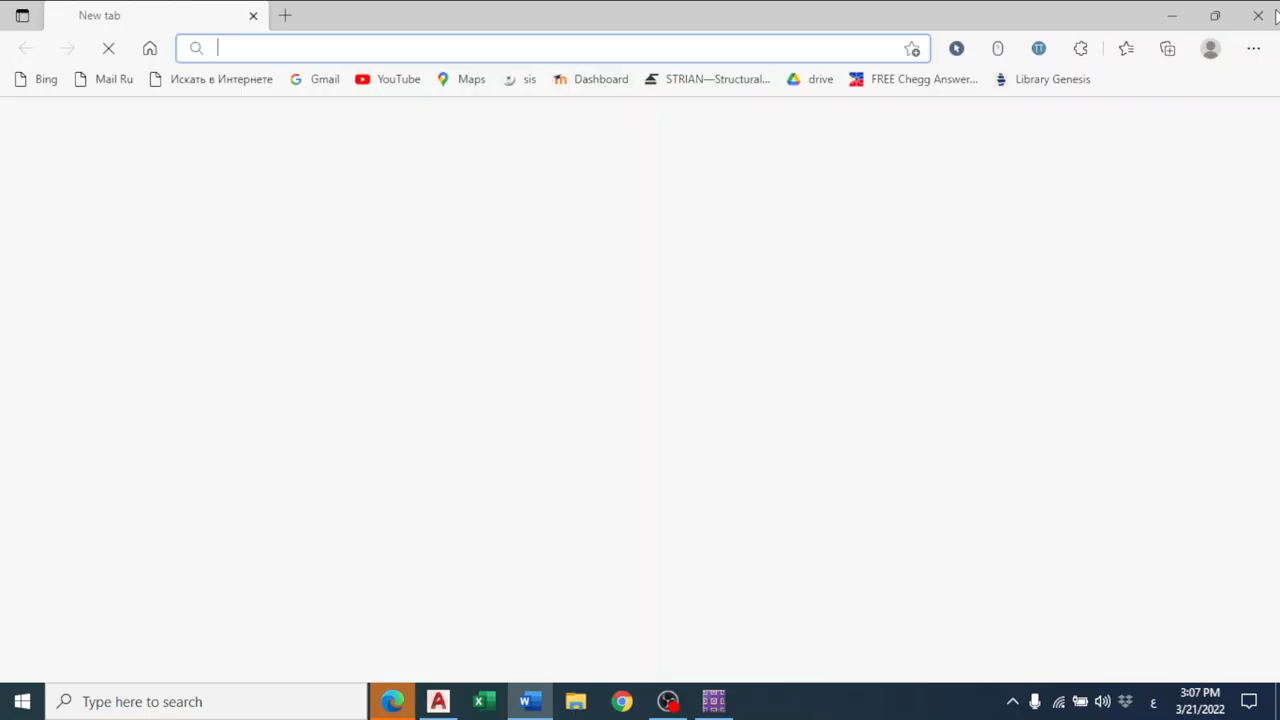 New tab
Bing Mail Ru Искать в Интернете Gmail YouTube Maps sis Dashboard STRIAN—Structural... drive FREE Chegg Answer... Library Genesis
Type here to search
ع
3:07 PM
3/21/2022